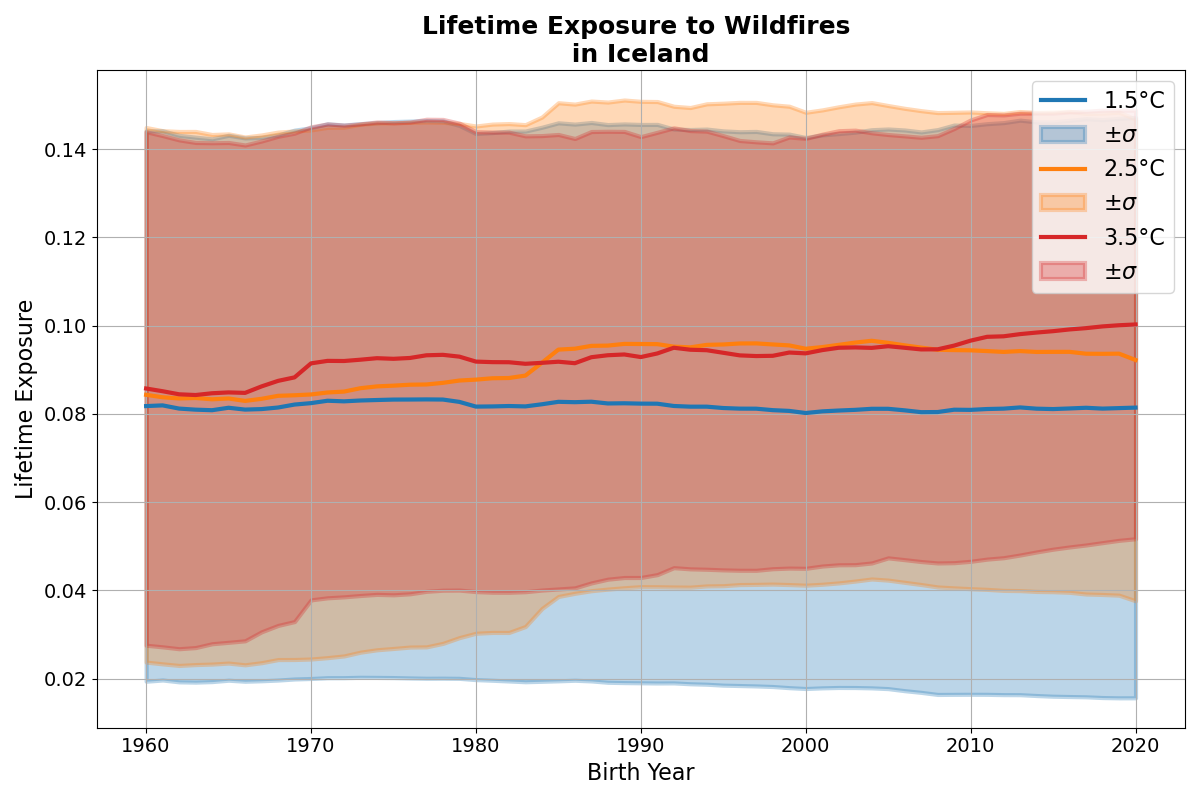 Lifetime Exposure to Wildfires
in Iceland
Lifetime Exposure
0.14
0.12
0.10
0.08
0.06
0.04
0.02
1960
1970
1980
1990
2000
2010
2020
Birth Year
1.5°C
±σ
2.5°C
±σ
3.5°C
±σ